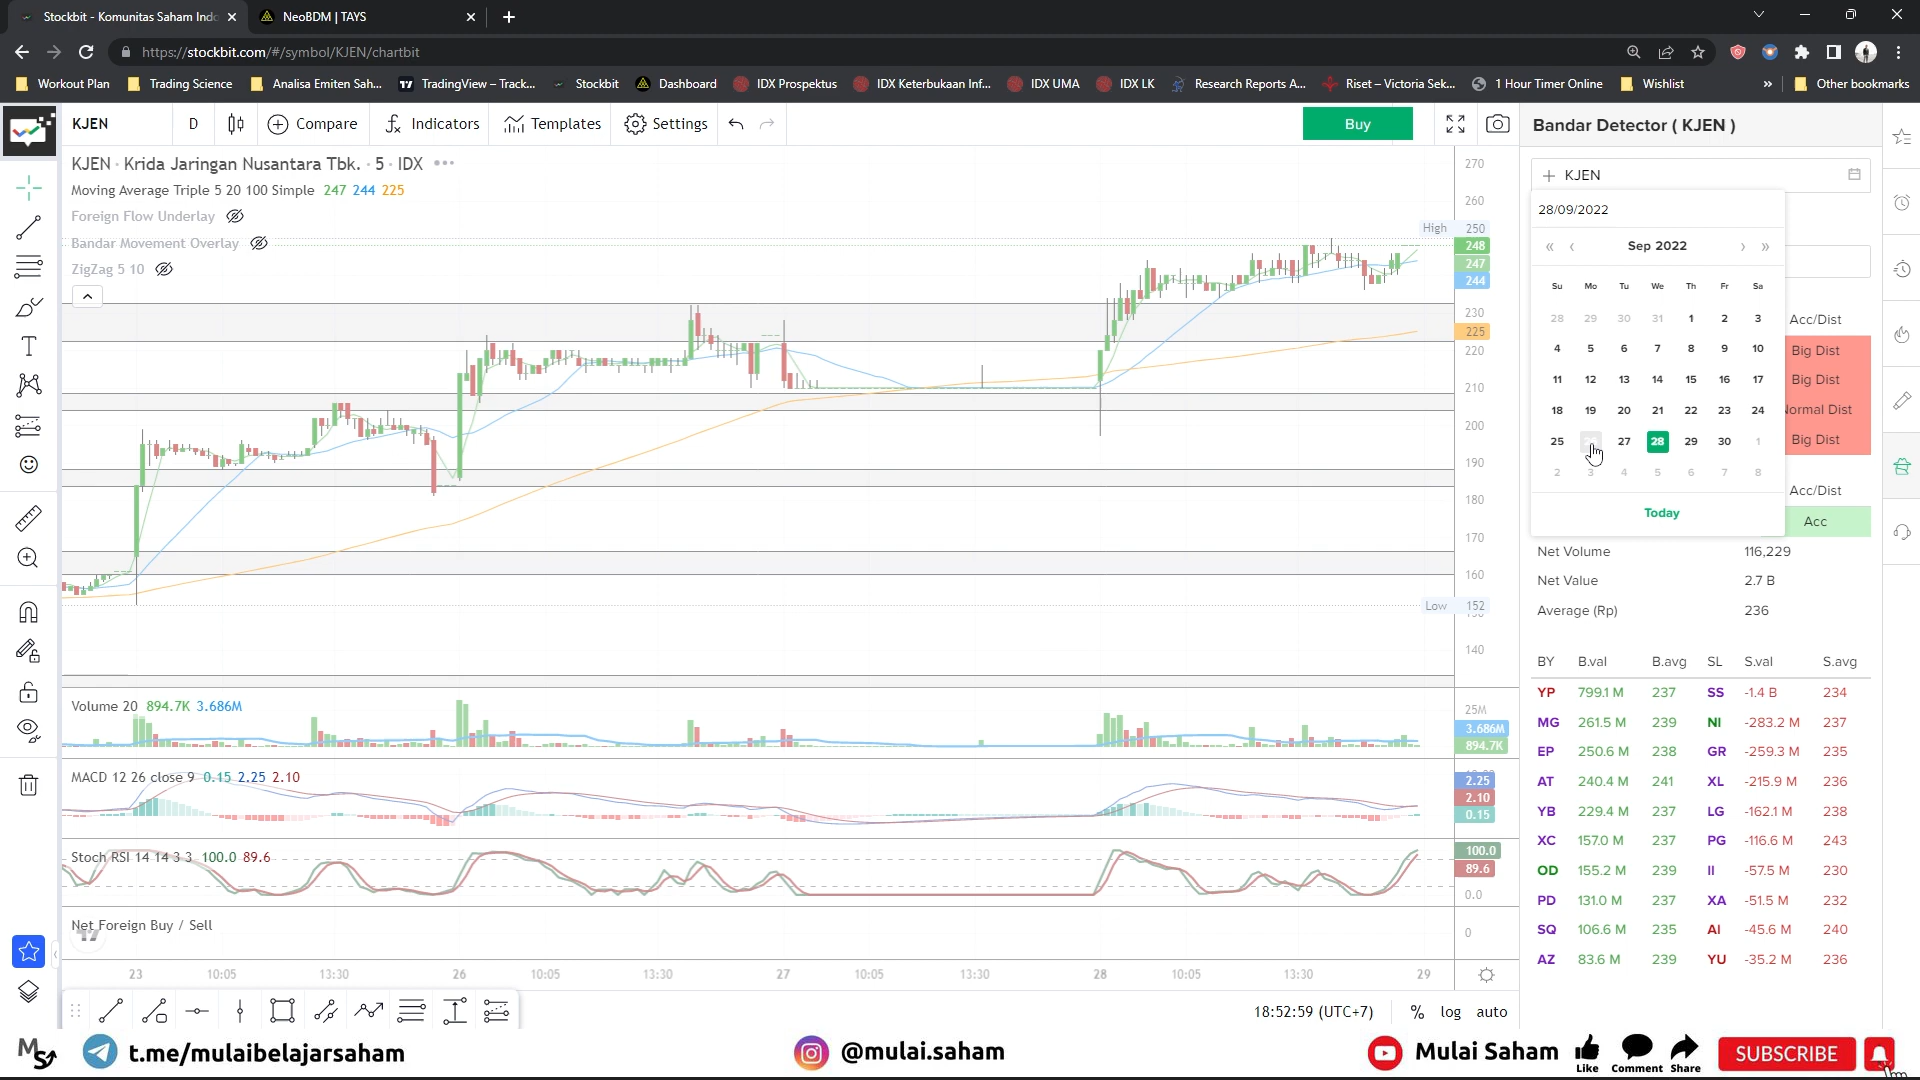 Stockbit - Komunitas Saham Indo
NeoBDM | TAYS
https://stockbit.com/#/symbol/KJEN/chartbit
Workout Plan
Trading Science
Analisa Emiten Sah...
TradingView – Track...
Stockbit
Dashboard
IDX Prospektus
IDX Keterbukaan Inf...
IDX UMA
IDX LK
Research Reports A...
Riset – Victoria Sek...
1 Hour Timer Online
Wishlist
»
Other bookmarks
KJEN
D
Compare
Indicators
Templates
Settings
Buy
Bandar Detector ( KJEN )
KJEN · Krida Jaringan Nusantara Tbk. · 5 · IDX
Moving Average Triple 5 20 100 Simple 247 244 225
Foreign Flow Underlay
Bandar Movement Overlay
ZigZag 5 10
270
260
High 250
248
247
244
230
225
220
210
200
190
180
170
160
Low 152
140
+ KJEN
28/09/2022
« ‹ Sep 2022 › »
Su Mo Tu We Th Fr Sa
28 29 30 31 1 2 3
4 5 6 7 8 9 10
11 12 13 14 15 16 17
18 19 20 21 22 23 24
25 27 28 29 30 1
2 3 4 5 6 7 8
Today
Acc/Dist
Big Dist
Big Dist
Normal Dist
Big Dist
Acc/Dist
Acc
Net Volume 116,229
Net Value 2.7 B
Average (Rp) 236
BY B.val B.avg SL S.val S.avg
YP 799.1 M 237 SS -1.4 B 234
MG 261.5 M 239 NI -283.2 M 237
EP 250.6 M 238 GR -259.3 M 235
AT 240.4 M 241 XL -215.9 M 236
YB 229.4 M 237 LG -162.1 M 238
XC 157.0 M 237 PG -116.6 M 243
OD 155.2 M 239 II -57.5 M 230
PD 131.0 M 237 XA -51.5 M 232
SQ 106.6 M 235 AI -45.6 M 240
AZ 83.6 M 239 YU -35.2 M 236
Volume 20 894.7K 3.686M
25M
3.686M
894.7K
MACD 12 26 close 9 0.15 2.25 2.10
2.25
2.10
0.15
Stoch RSI 14 14 3 3 100.0 89.6
100.0
89.6
0.0
Net Foreign Buy / Sell
0
23 10:05 13:30 26 10:05 13:30 27 10:05 13:30 28 10:05 13:30 29
18:52:59 (UTC+7) % log auto
MS
t.me/mulaibelajarsaham
@mulai.saham
Mulai Saham
Like
Comment
Share
SUBSCRIBE